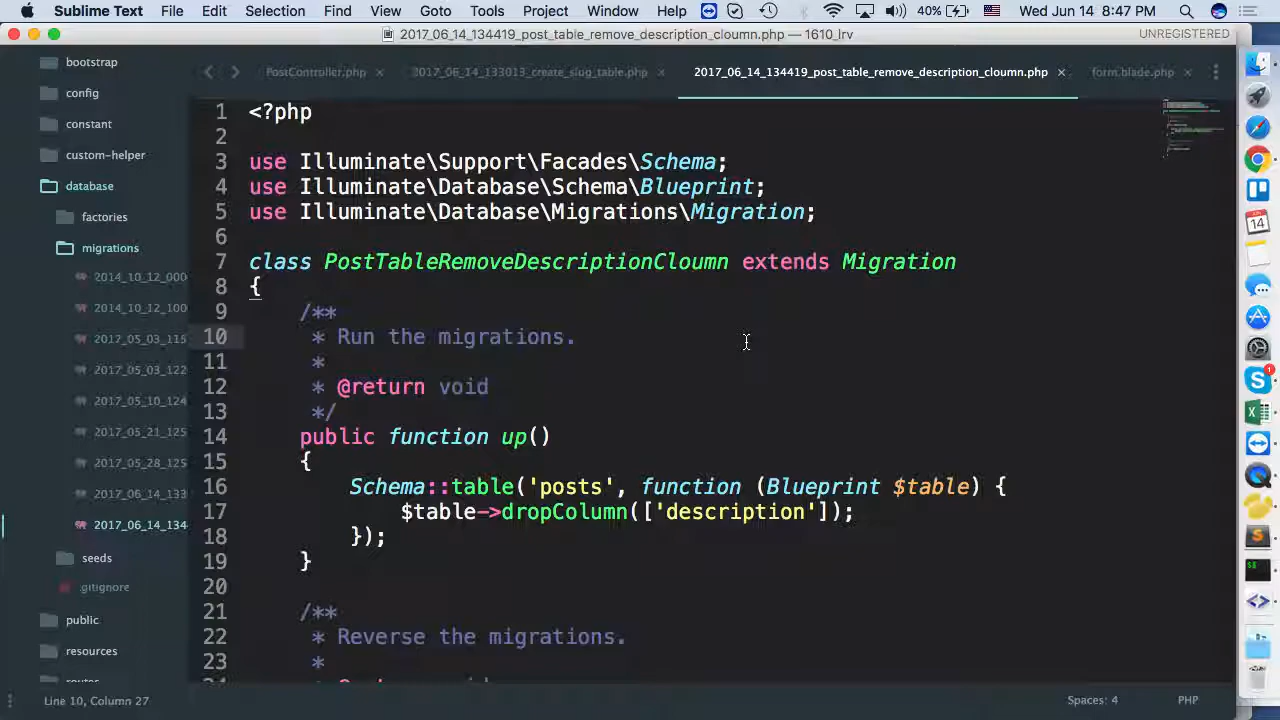 Sublime Text File Edit Selection Find View Goto Tools Project Window Help 40% Wed Jun 14 8:47 PM
2017_06_14_134419_post_table_remove_description_cloumn.php — 1610_lrv UNREGISTERED
PostController.php × 2017_06_14_133013_create_slug_table.php × 2017_06_14_134419_post_table_remove_description_cloumn.php × form.blade.php ×
bootstrap
config
constant
custom-helper
database
factories
migrations
2014_10_12_000
2014_10_12_100
2017_05_03_115
2017_05_03_122
2017_05_10_124
2017_05_21_125
2017_05_28_125
2017_06_14_133
2017_06_14_134
seeds
.gitignore
public
resources
1 <?php
2
3 use Illuminate\Support\Facades\Schema;
4 use Illuminate\Database\Schema\Blueprint;
5 use Illuminate\Database\Migrations\Migration;
6
7 class PostTableRemoveDescriptionCloumn extends Migration
8 {
9 /**
10 * Run the migrations.
11 *
12 * @return void
13 */
14 public function up()
15 {
16 Schema::table('posts', function (Blueprint $table) {
17 $table->dropColumn(['description']);
18 });
19 }
20
21 /**
22 * Reverse the migrations.
23 *
Line 10, Column 27 Spaces: 4 PHP
14
1